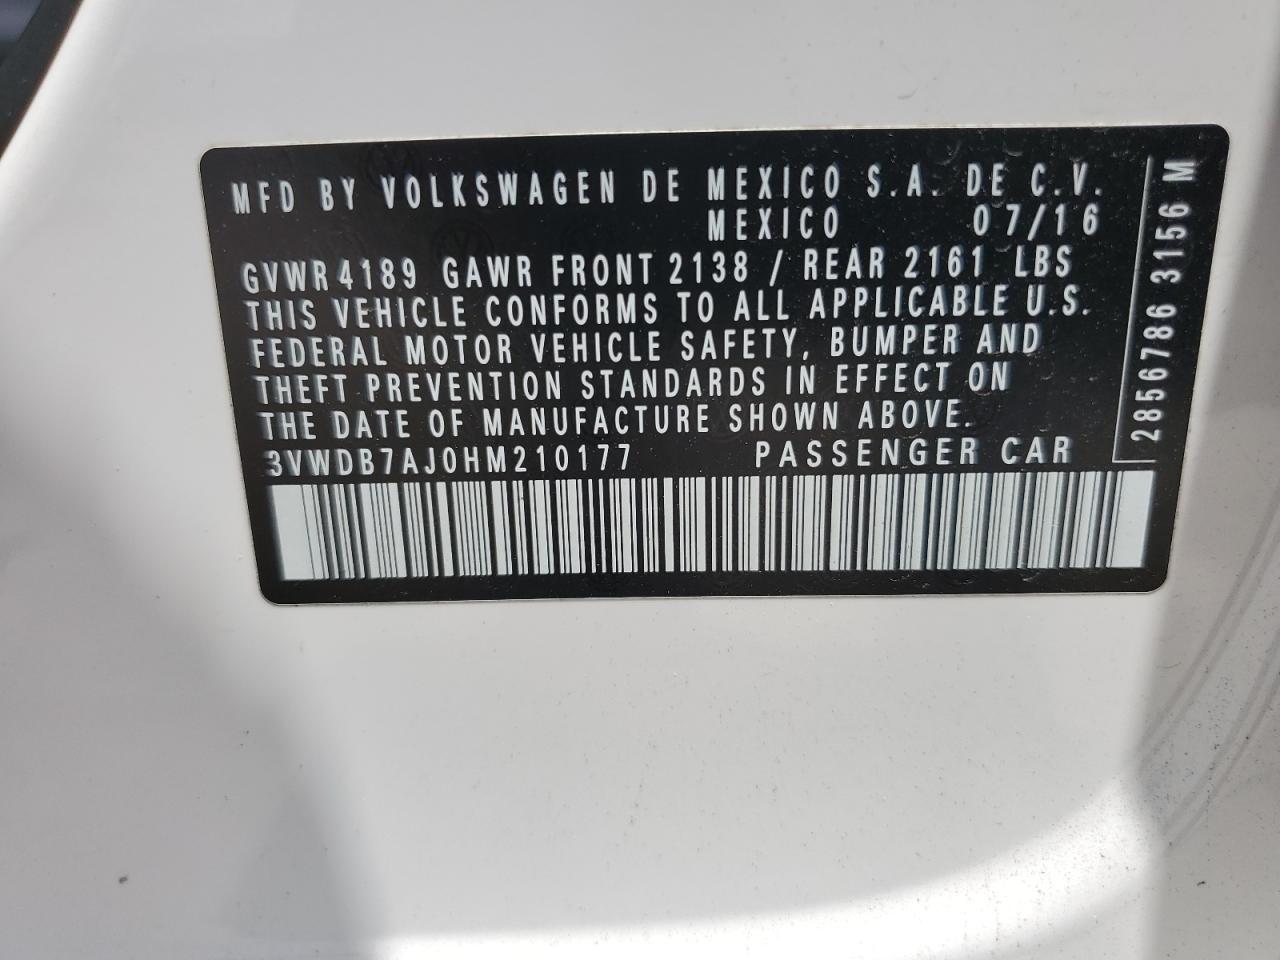 MFD BY VOLKSWAGEN DE MEXICO S.A. DE C.V.
MEXICO 07/16
GVWR 4189 GAWR FRONT 2138 / REAR 2161 LBS
THIS VEHICLE CONFORMS TO ALL APPLICABLE U.S.
FEDERAL MOTOR VEHICLE SAFETY, BUMPER AND
THEFT PREVENTION STANDARDS IN EFFECT ON
THE DATE OF MANUFACTURE SHOWN ABOVE.
3VWDB7AJ0HM210177 PASSENGER CAR
2856786 3156 M